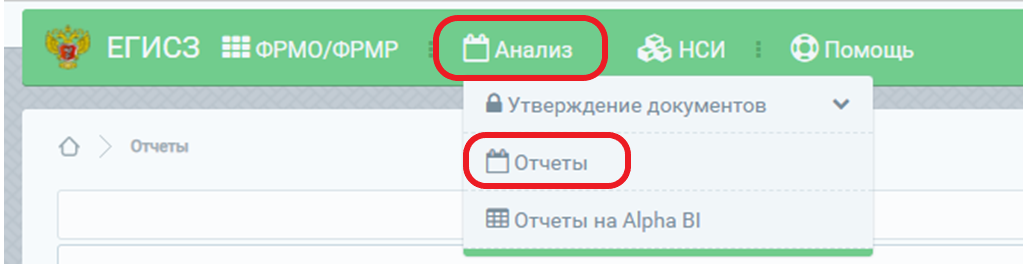 ЕГИСЗ ФРМО/ФРМР Анализ НСИ Помощь
Утверждение документов
Отчеты
Отчеты
Отчеты на Alpha BI